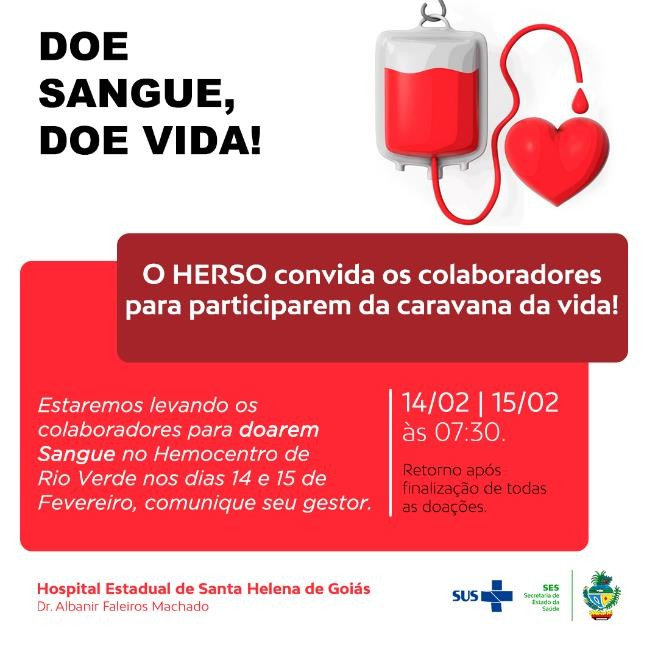 DOE
SANGUE,
DOE VIDA!
O HERSO convida os colaboradores
para participarem da caravana da vida!
Estaremos levando os
colaboradores para doarem
Sangue no Hemocentro de
Rio Verde nos dias 14 e 15 de
Fevereiro, comunique seu gestor.
14/02 | 15/02
às 07:30.
Retorno após
finalização de todas
as doações.
Hospital Estadual de Santa Helena de Goiás
Dr. Albanir Faleiros Machado
SUS
SES
Secretaria de
Estado da
Saúde